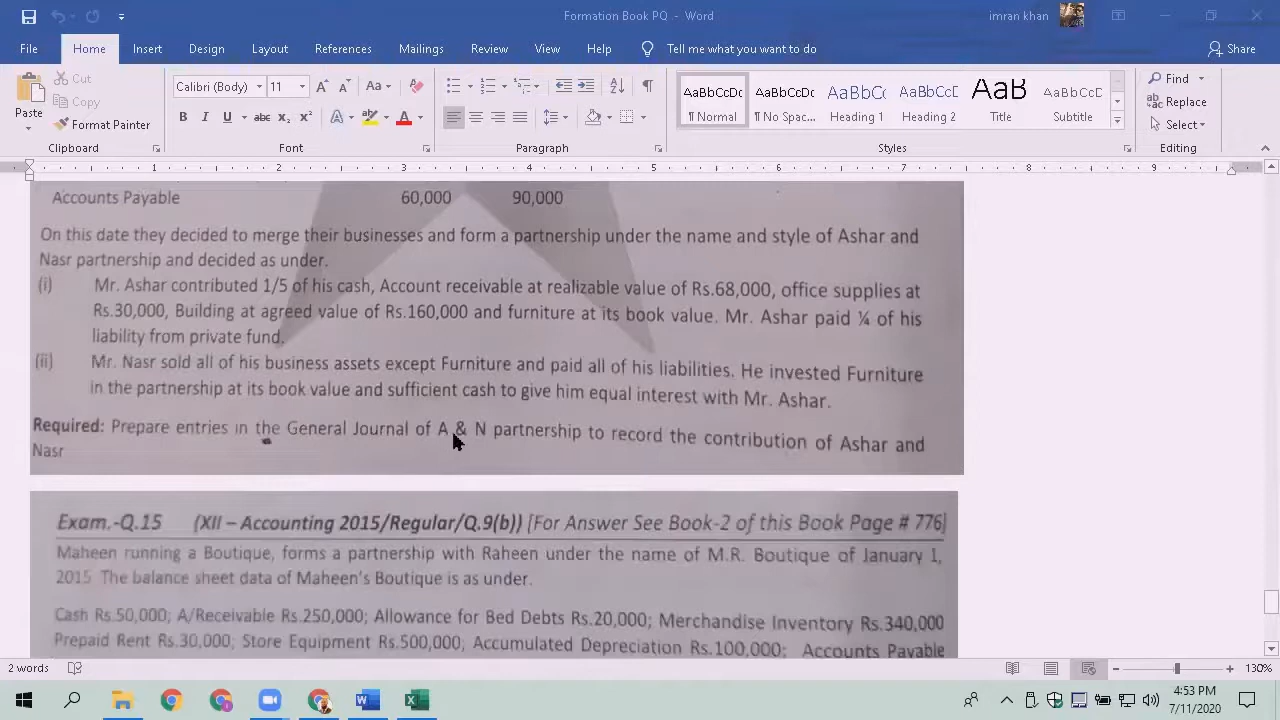 Formation Book PQ - Word
imran khan
File Home Insert Design Layout References Mailings Review View Help Tell me what you want to do Share
Paste
Cut
Copy
Format Painter
Clipboard
Calibri (Body) 11
Font
Paragraph
AaBbCcDc AaBbCcDc AaBbCc AaBbCcD AaB AaBbCcD
¶ Normal ¶ No Spac... Heading 1 Heading 2 Title Subtitle
Styles
Find
Replace
Select
Editing
1 2 3 4 5 6 7 8 9
Accounts Payable 60,000 90,000
On this date they decided to merge their businesses and form a partnership under the name and style of Ashar and
Nasr partnership and decided as under.
(i) Mr. Ashar contributed 1/5 of his cash, Account receivable at realizable value of Rs.68,000, office supplies at
Rs.30,000, Building at agreed value of Rs.160,000 and furniture at its book value. Mr. Ashar paid ¼ of his
liability from private fund.
(ii) Mr. Nasr sold all of his business assets except Furniture and paid all of his liabilities. He invested Furniture
in the partnership at its book value and sufficient cash to give him equal interest with Mr. Ashar.
Required: Prepare entries in the General Journal of A & N partnership to record the contribution of Ashar and
Nasr
Exam.-Q.15 (XII – Accounting 2015/Regular/Q.9(b)) [For Answer See Book-2 of this Book Page # 776]
Maheen running a Boutique, forms a partnership with Raheen under the name of M.R. Boutique of January 1,
2015 The balance sheet data of Maheen's Boutique is as under.
Cash Rs.50,000; A/Receivable Rs.250,000; Allowance for Bed Debts Rs.20,000; Merchandise Inventory Rs.340,000
Prepaid Rent Rs.30,000; Store Equipment Rs.500,000; Accumulated Depreciation Rs.100,000; Accounts Payable
2 words
130%
4:53 PM
7/11/2020